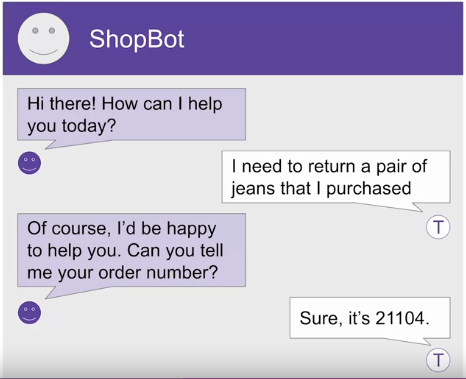 ShopBot
Hi there! How can I help
you today?
I need to return a pair of
jeans that I purchased
T
Of course, I’d be happy
to help you. Can you tell
me your order number?
Sure, it’s 21104.
T